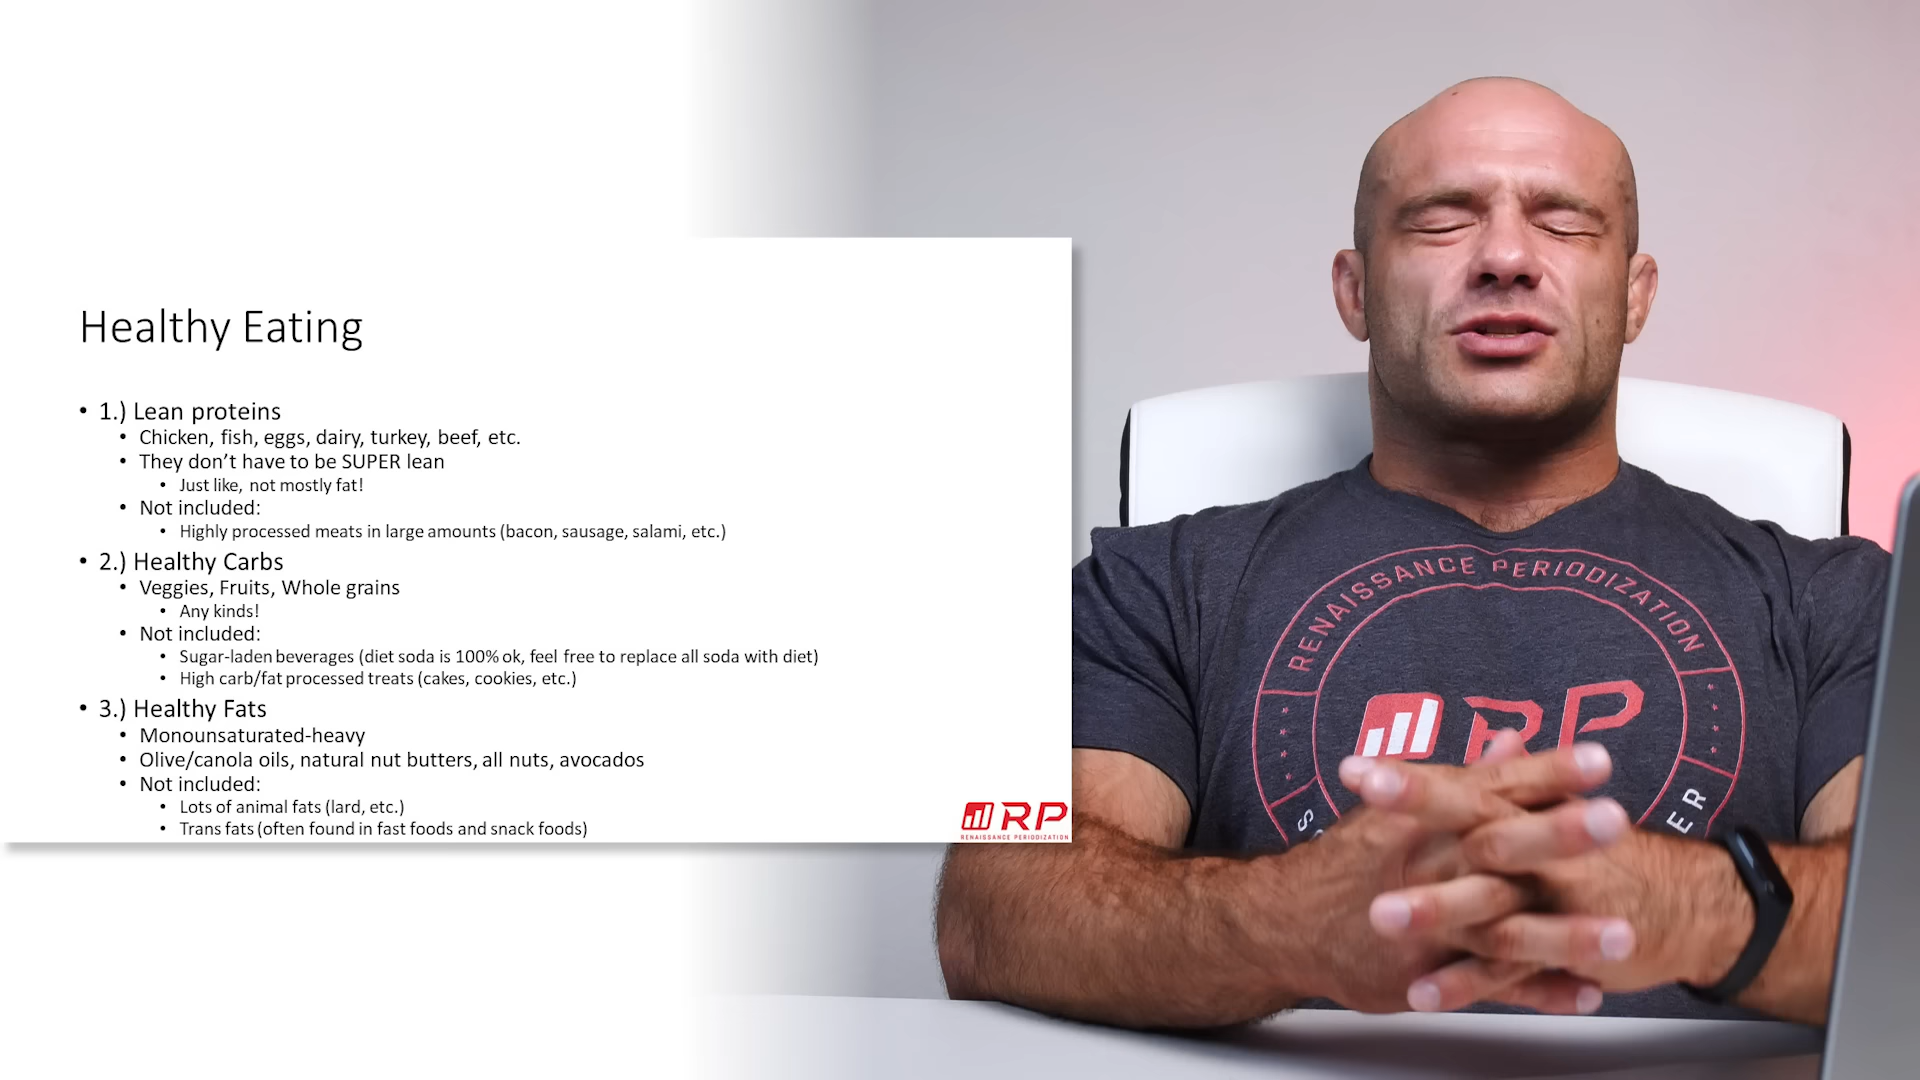 Healthy Eating
• 1.) Lean proteins
• Chicken, fish, eggs, dairy, turkey, beef, etc.
• They don’t have to be SUPER lean
• Just like, not mostly fat!
• Not included:
• Highly processed meats in large amounts (bacon, sausage, salami, etc.)
• 2.) Healthy Carbs
• Veggies, Fruits, Whole grains
• Any kinds!
• Not included:
• Sugar-laden beverages (diet soda is 100% ok, feel free to replace all soda with diet)
• High carb/fat processed treats (cakes, cookies, etc.)
• 3.) Healthy Fats
• Monounsaturated-heavy
• Olive/canola oils, natural nut butters, all nuts, avocados
• Not included:
• Lots of animal fats (lard, etc.)
• Trans fats (often found in fast foods and snack foods)
RP
RENAISSANCE PERIODIZATION
RENAISSANCE PERIODIZATION
RP